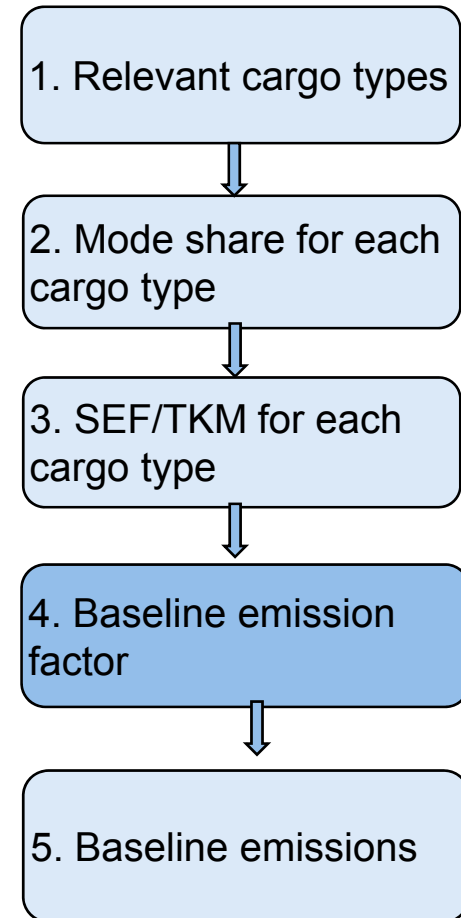 1. Relevant cargo types
2. Mode share for each
cargo type
3. SEF/TKM for each
cargo type
4. Baseline emission
factor
5. Baseline emissions